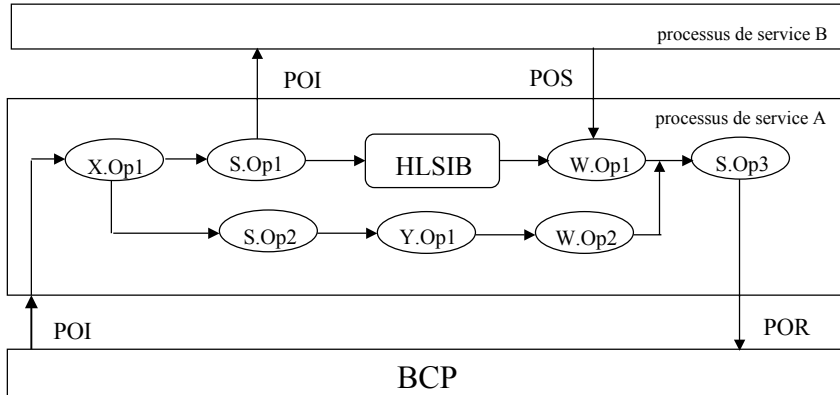 processus de service B
POI
POS
processus de service A
X.Op1
S.Op1
HLSIB
W.Op1
S.Op3
S.Op2
Y.Op1
W.Op2
POI
POR
BCP